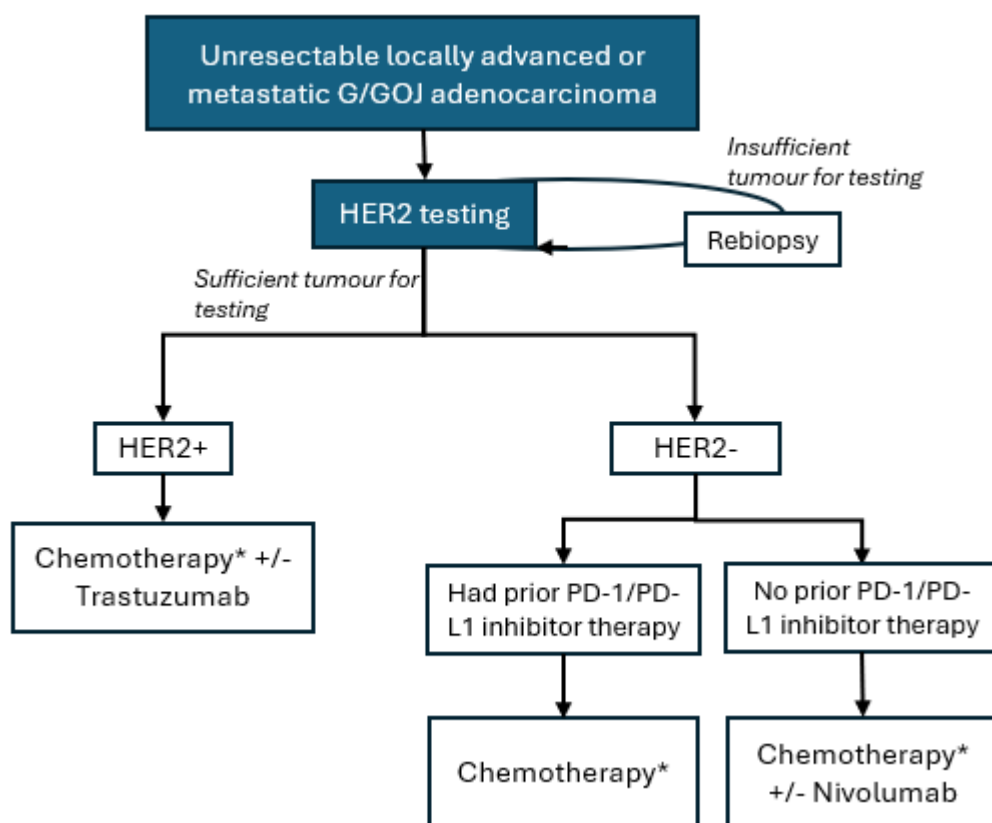 Unresectable locally advanced or
metastatic G/GOJ adenocarcinoma
Insufficient
tumour for testing
HER2 testing
Rebiopsy
Sufficient tumour for
testing
HER2+
HER2-
Chemotherapy* +/-
Trastuzumab
Had prior PD-1/PD-
L1 inhibitor therapy
No prior PD-1/PD-
L1 inhibitor therapy
Chemotherapy*
Chemotherapy*
+/- Nivolumab